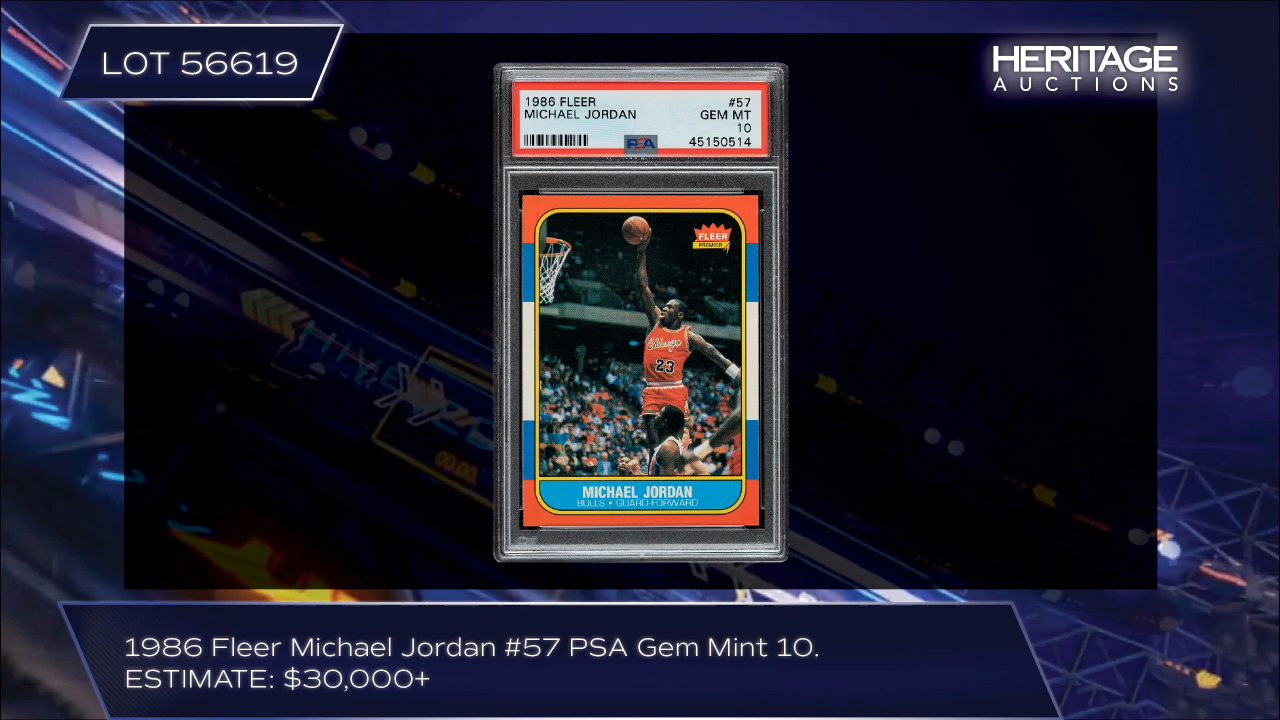 LOT 56619
HERITAGE
AUCTIONS
1986 FLEER #57
MICHAEL JORDAN GEM MT
10
PSA 45150514
FLEER
PREMIER
Chicago
23
MICHAEL JORDAN
BULLS • GUARD-FORWARD
1986 Fleer Michael Jordan #57 PSA Gem Mint 10.
ESTIMATE: $30,000+